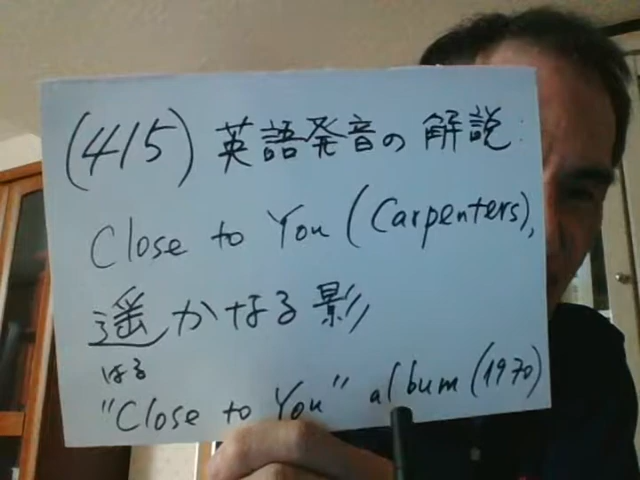 (415) 英語発音の解説:
Close to You (Carpenters),
遥かなる影
はる
"Close to You" album (1970)